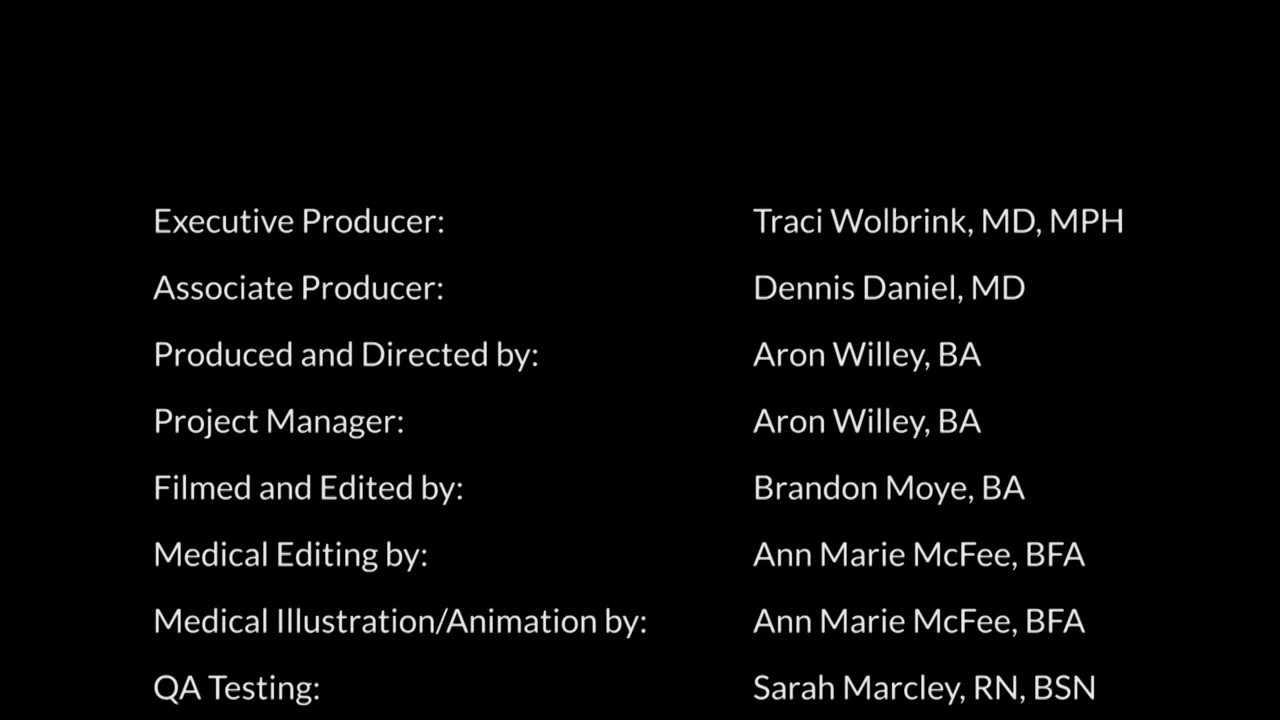 Executive Producer: Traci Wolbrink, MD, MPH
Associate Producer: Dennis Daniel, MD
Produced and Directed by: Aron Willey, BA
Project Manager: Aron Willey, BA
Filmed and Edited by: Brandon Moye, BA
Medical Editing by: Ann Marie McFee, BFA
Medical Illustration/Animation by: Ann Marie McFee, BFA
QA Testing: Sarah Marcley, RN, BSN